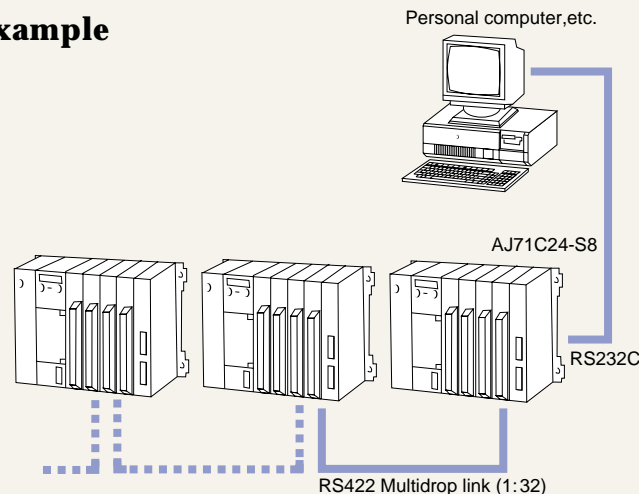 xample
Personal computer,etc.
AJ71C24-S8
RS232C
RS422 Multidrop link (1:32)